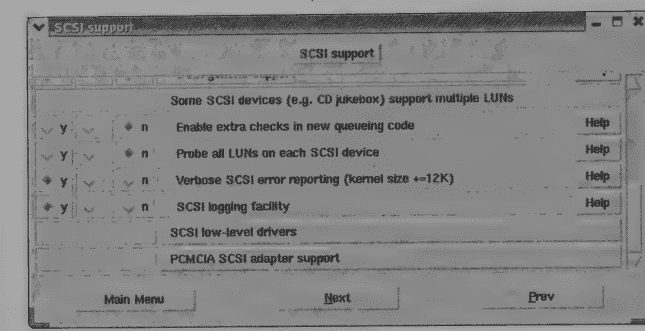 SCSI support
SCSI support
Some SCSI devices (e.g. CD jukebox) support multiple LUNs
y n Enable extra checks in new queueing code Help
y n Probe all LUNs on each SCSI device Help
y n Verbose SCSI error reporting (kernel size +=12K) Help
y n SCSI logging facility Help
SCSI low-level drivers
PCMCIA SCSI adapter support
Main Menu Next Prev